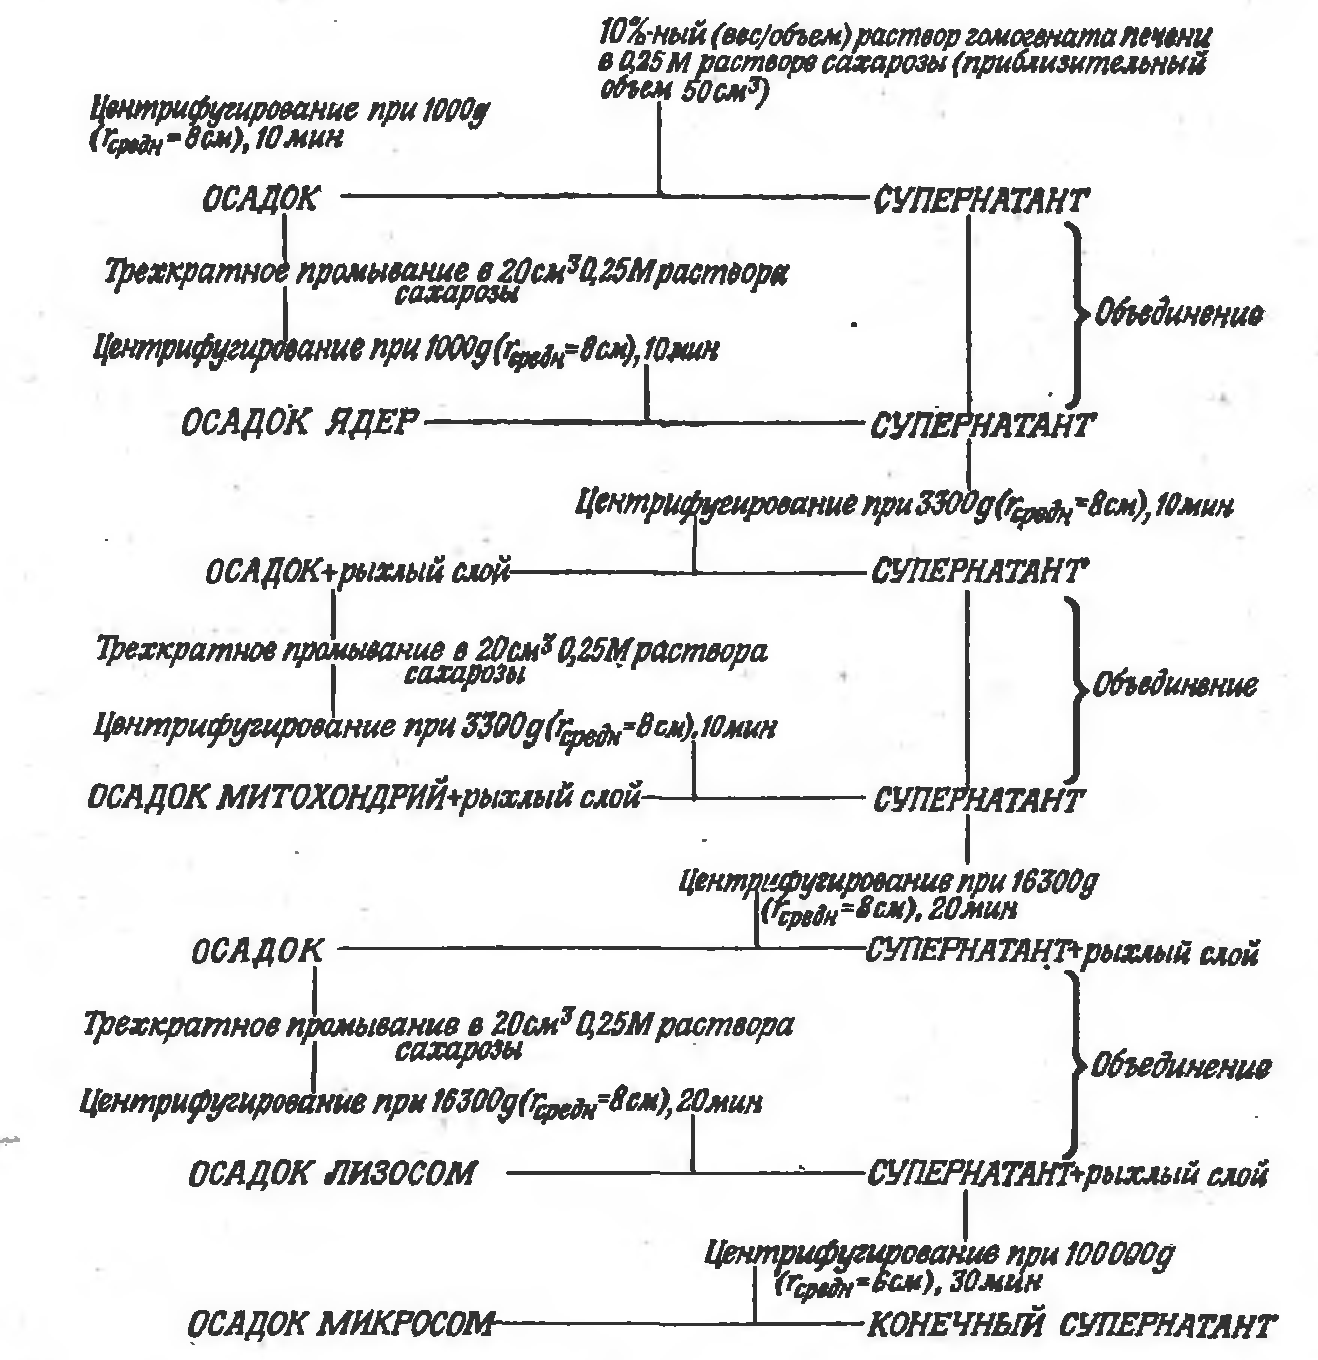 10%-ный (вес/объем) раствор гомогената печени
в 0,25 М растворе сахарозы (приблизительный
объем 50 см³)
Центрифугирование при 1000g
(rсредн = 8 см), 10 мин
ОСАДОК СУПЕРНАТАНТ
Трехкратное промывание в 20 см³ 0,25М раствора
сахарозы
Объединение
Центрифугирование при 1000g (rсредн = 8 см), 10 мин
ОСАДОК ЯДЕР СУПЕРНАТАНТ
Центрифугирование при 3300g (rсредн = 8 см), 10 мин
ОСАДОК + рыхлый слой СУПЕРНАТАНТ
Трехкратное промывание в 20 см³ 0,25М раствора
сахарозы
Объединение
Центрифугирование при 3300g (rсредн = 8 см), 10 мин
ОСАДОК МИТОХОНДРИЙ + рыхлый слой СУПЕРНАТАНТ
Центрифугирование при 16300g
(rсредн = 8 см), 20 мин
ОСАДОК СУПЕРНАТАНТ + рыхлый слой
Трехкратное промывание в 20 см³ 0,25М раствора
сахарозы
Объединение
Центрифугирование при 16300g (rсредн = 8 см), 20 мин
ОСАДОК ЛИЗОСОМ СУПЕРНАТАНТ + рыхлый слой
Центрифугирование при 100000g
(rсредн = 6 см), 30 мин
ОСАДОК МИКРОСОМ КОНЕЧНЫЙ СУПЕРНАТАНТ